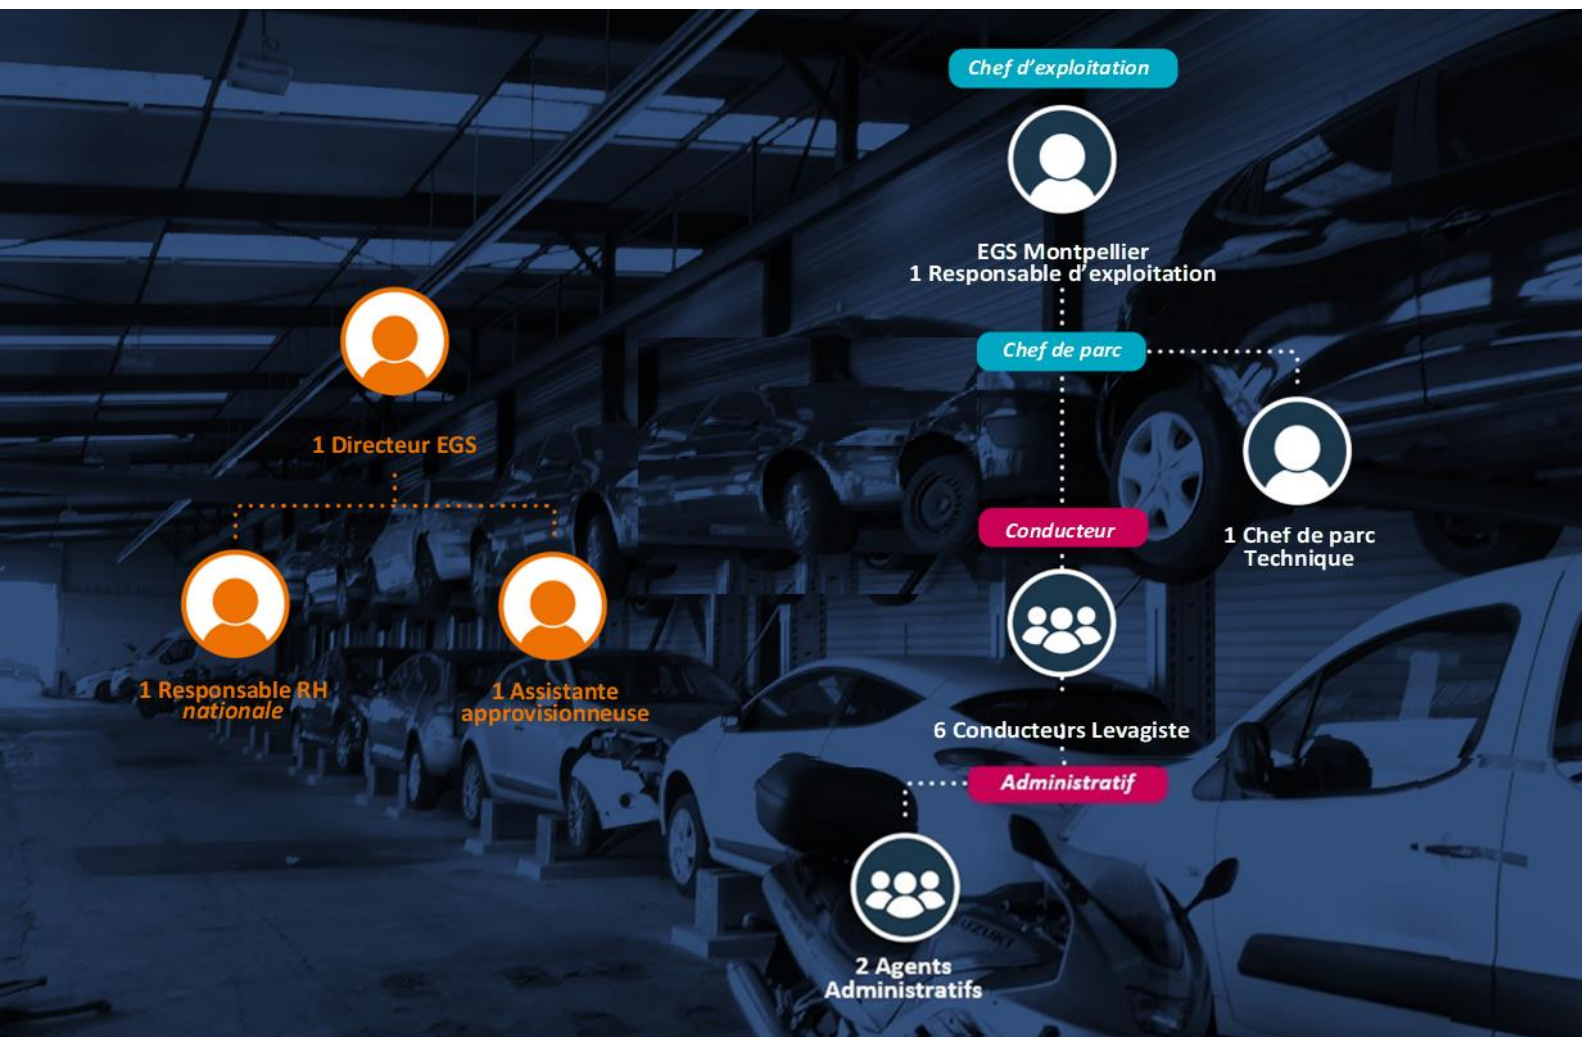 Chef d'exploitation
EGS Montpellier
1 Responsable d'exploitation
Chef de parc
1 Directeur EGS
Conducteur
1 Chef de parc
Technique
1 Responsable RH
nationale
1 Assistante
approvisionneuse
6 Conducteurs Levagiste
Administratif
2 Agents
Administratifs
SUZUKI